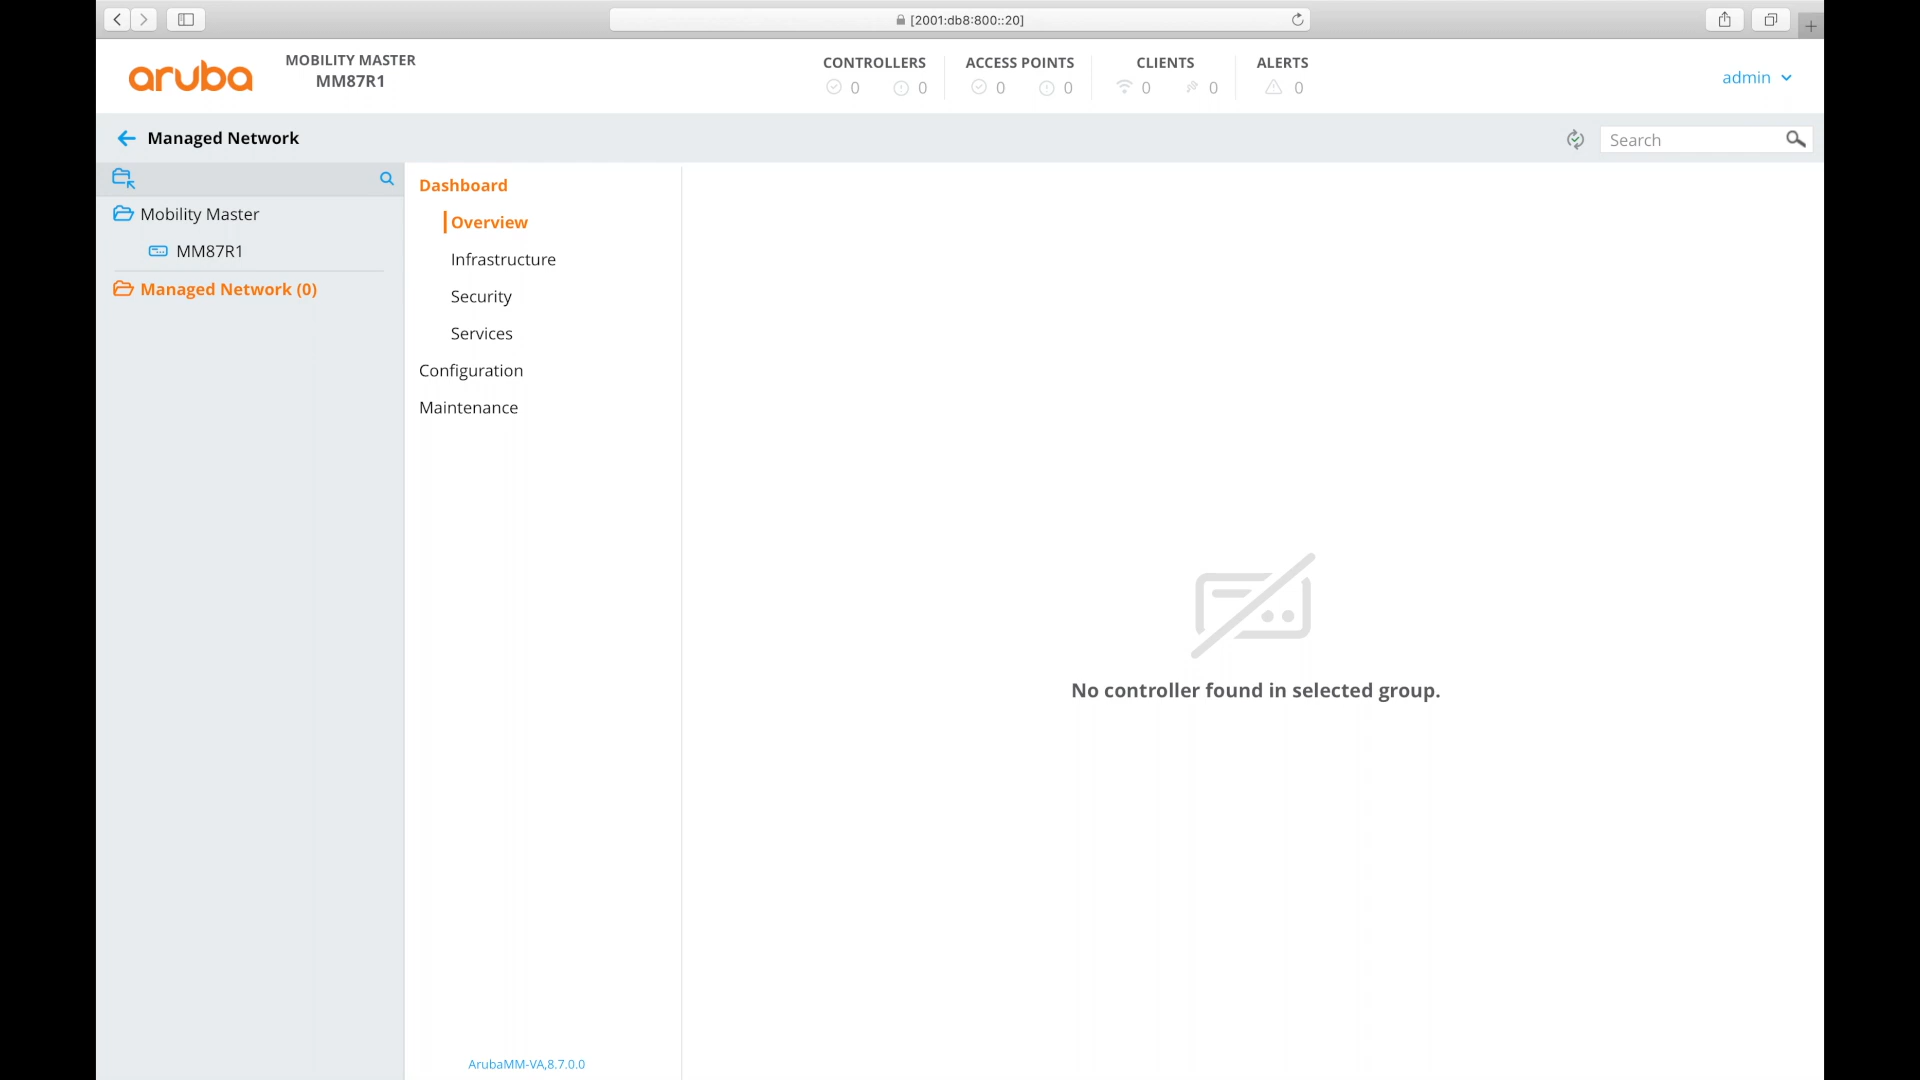 [2001:db8:800::20]
aruba
MOBILITY MASTER
MM87R1
CONTROLLERS
0 0
ACCESS POINTS
0 0
CLIENTS
0 0
ALERTS
0
admin
Managed Network
Search
Mobility Master
MM87R1
Managed Network (0)
Dashboard
Overview
Infrastructure
Security
Services
Configuration
Maintenance
No controller found in selected group.
ArubaMM-VA,8.7.0.0